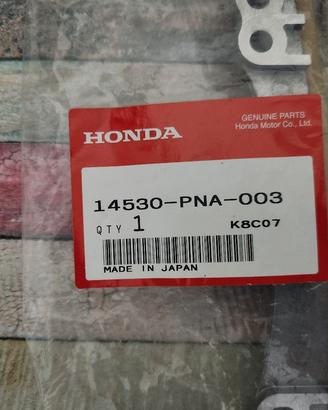 GENUINE PARTS
Honda Motor Co., Ltd.
HONDA
14530-PNA-003
QTY 1 K8C07
MADE IN JAPAN